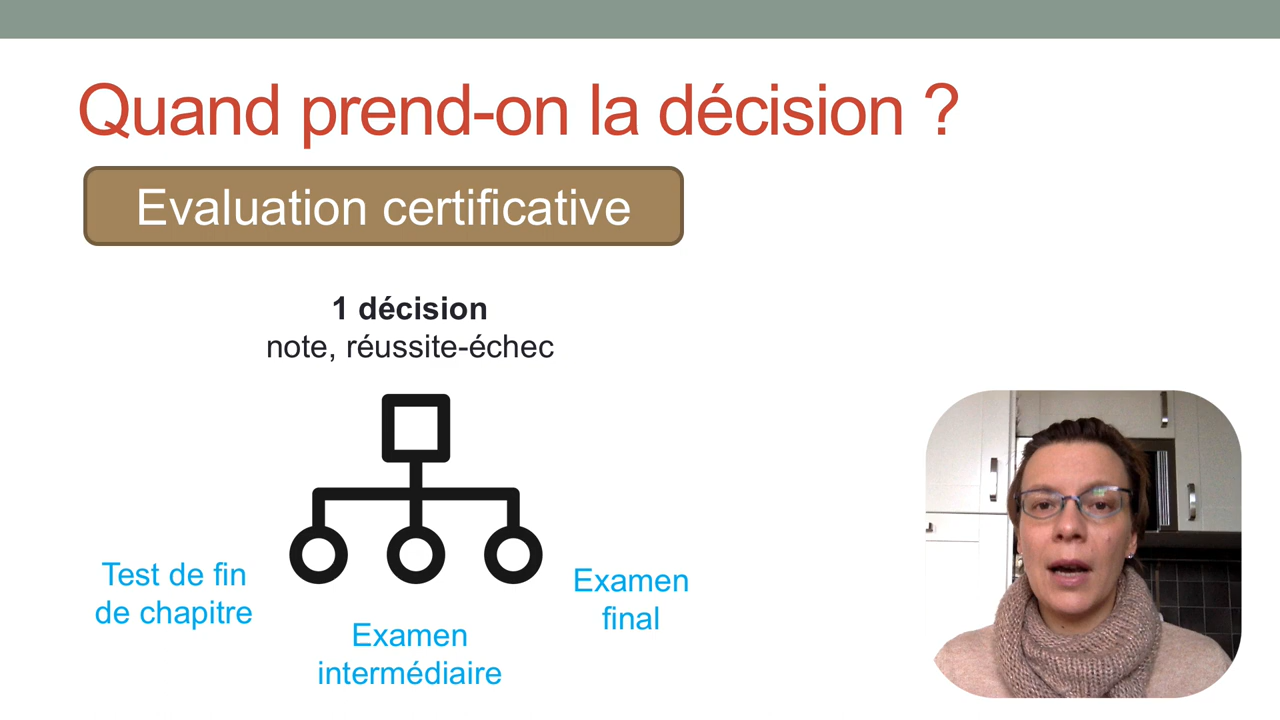 Quand prend-on la décision ?
Evaluation certificative
1 décision
note, réussite-échec
Test de fin
de chapitre
Examen
intermédiaire
Examen
final